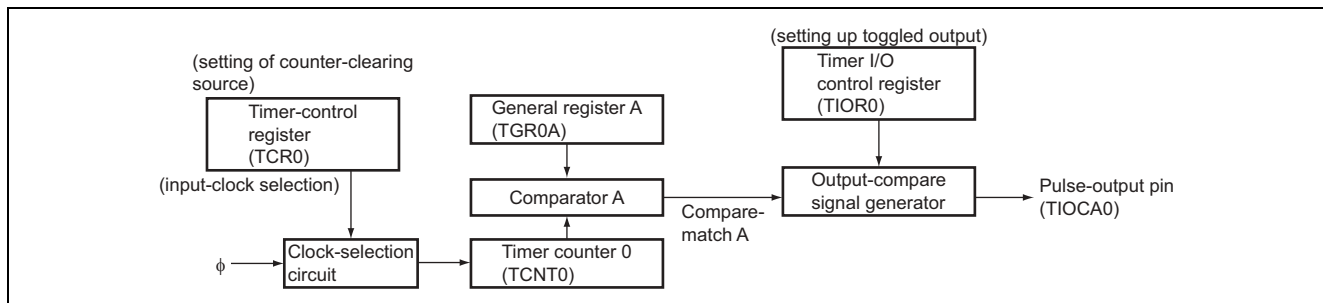 (setting of counter-clearing
source)
Timer-control
register
(TCR0)
(input-clock selection)
ϕ
Clock-selection
circuit
General register A
(TGR0A)
Comparator A
Timer counter 0
(TCNT0)
Compare-
match A
(setting up toggled output)
Timer I/O
control register
(TIOR0)
Output-compare
signal generator
Pulse-output pin
(TIOCA0)